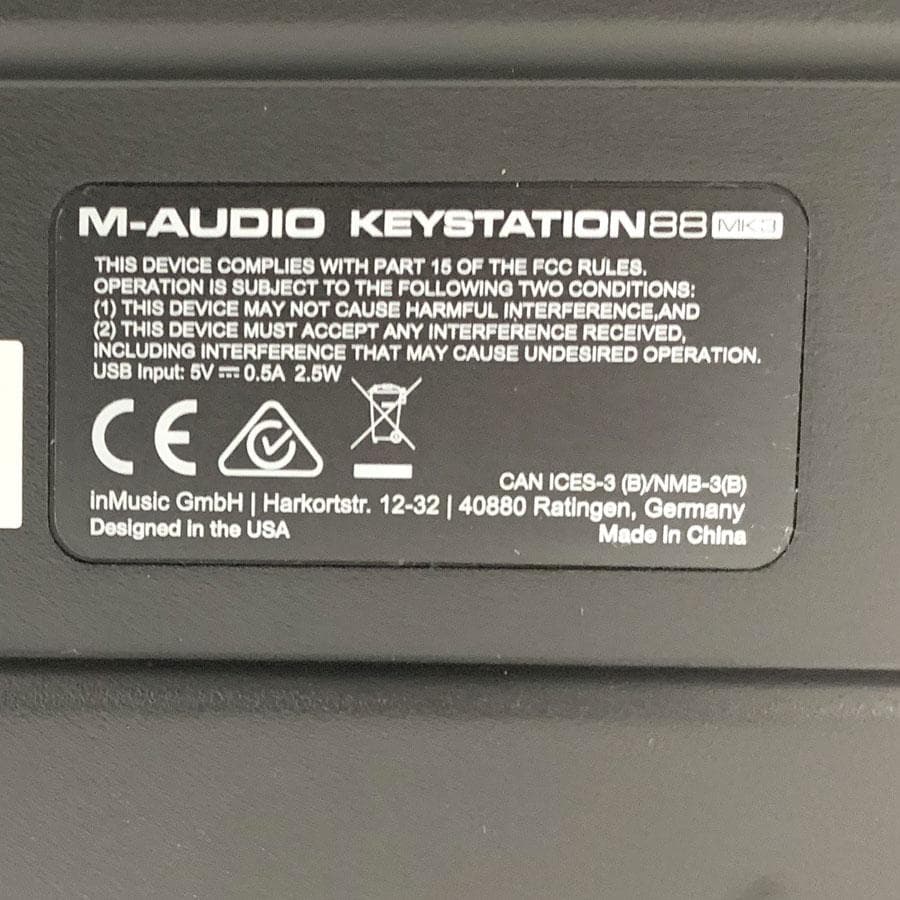 M-AUDIO KEYSTATION88 MK3
THIS DEVICE COMPLIES WITH PART 15 OF THE FCC RULES.
OPERATION IS SUBJECT TO THE FOLLOWING TWO CONDITIONS:
(1) THIS DEVICE MAY NOT CAUSE HARMFUL INTERFERENCE,AND
(2) THIS DEVICE MUST ACCEPT ANY INTERFERENCE RECEIVED,
INCLUDING INTERFERENCE THAT MAY CAUSE UNDESIRED OPERATION.
USB Input: 5V ⎓ 0.5A 2.5W
CE
CAN ICES-3 (B)/NMB-3(B)
inMusic GmbH | Harkortstr. 12-32 | 40880 Ratingen, Germany
Designed in the USA
Made in China